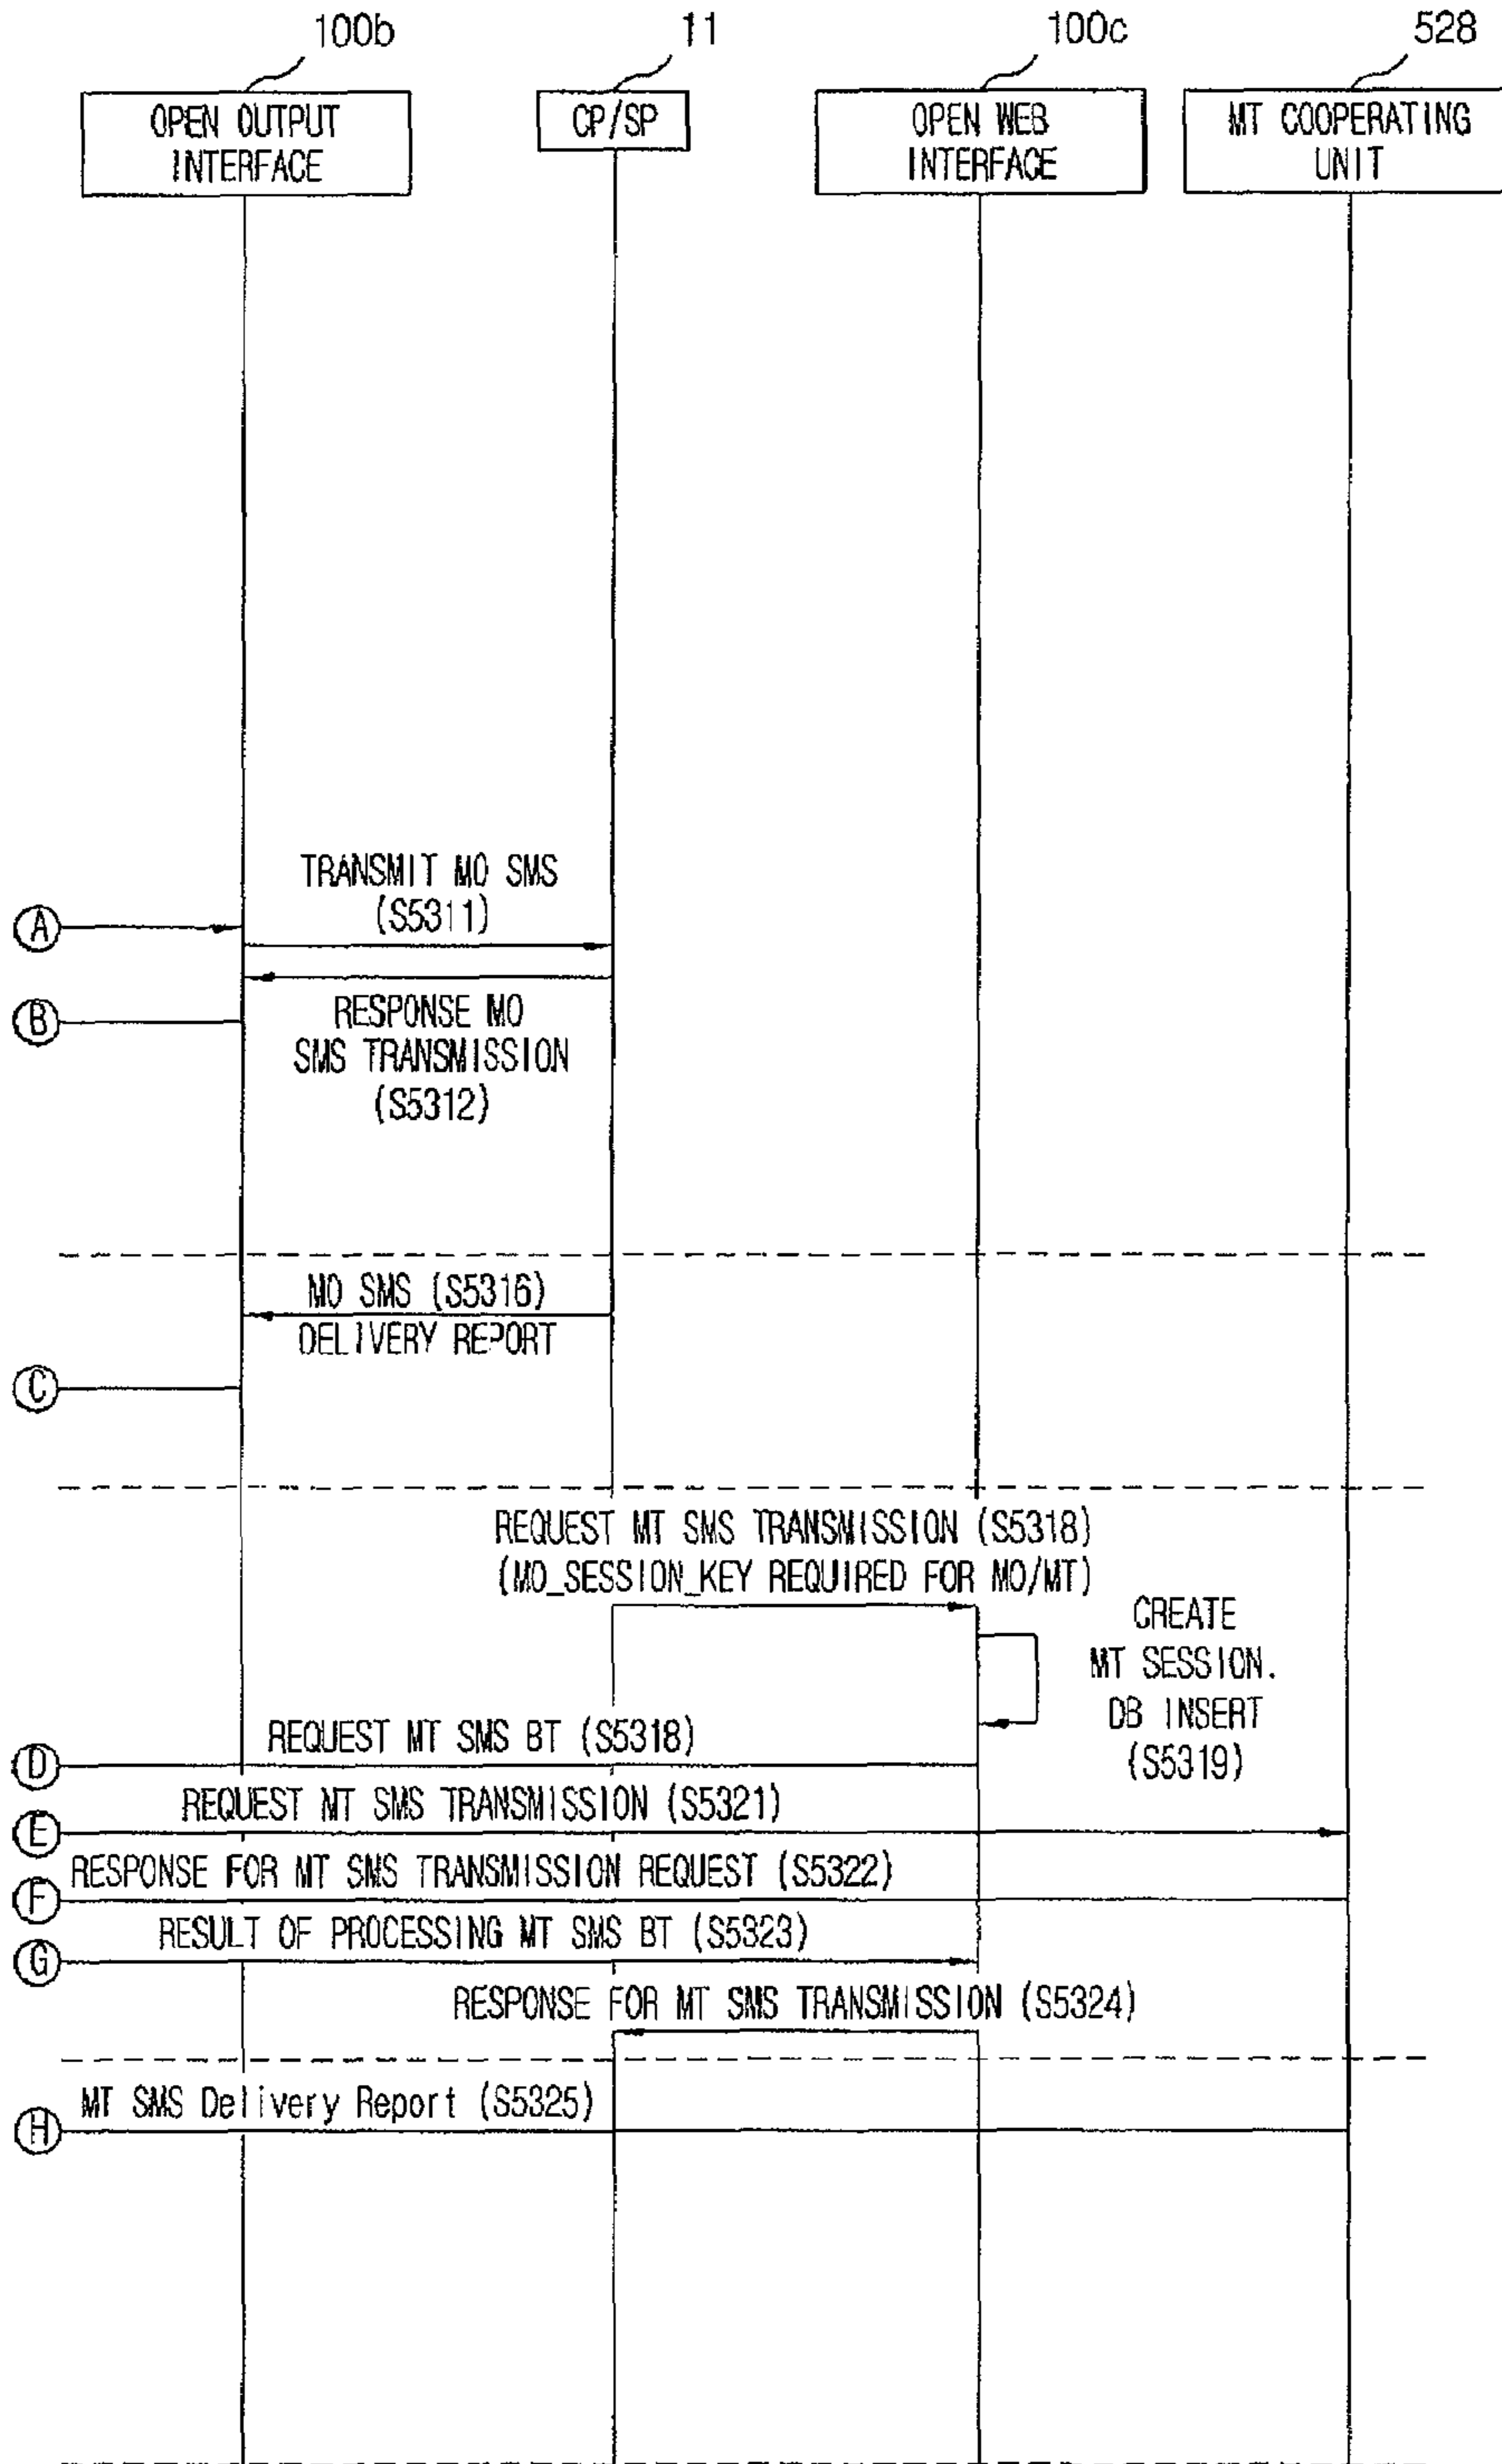 100b
11
100c
528
OPEN OUTPUT
INTERFACE
CP/SP
OPEN WEB
INTERFACE
MT COOPERATING
UNIT
TRANSMIT MO SMS
(S5311)
A
B
RESPONSE MO
SMS TRANSMISSION
(S5312)
MO SMS (S5316)
DELIVERY REPORT
C
REQUEST MT SMS TRANSMISSION (S5318)
(MO_SESSION_KEY REQUIRED FOR MO/MT)
CREATE
MT SESSION.
DB INSERT
(S5319)
REQUEST MT SMS BT (S5318)
D
REQUEST MT SMS TRANSMISSION (S5321)
E
RESPONSE FOR MT SMS TRANSMISSION REQUEST (S5322)
F
RESULT OF PROCESSING MT SMS BT (S5323)
G
RESPONSE FOR MT SMS TRANSMISSION (S5324)
MT SMS Delivery Report (S5325)
H